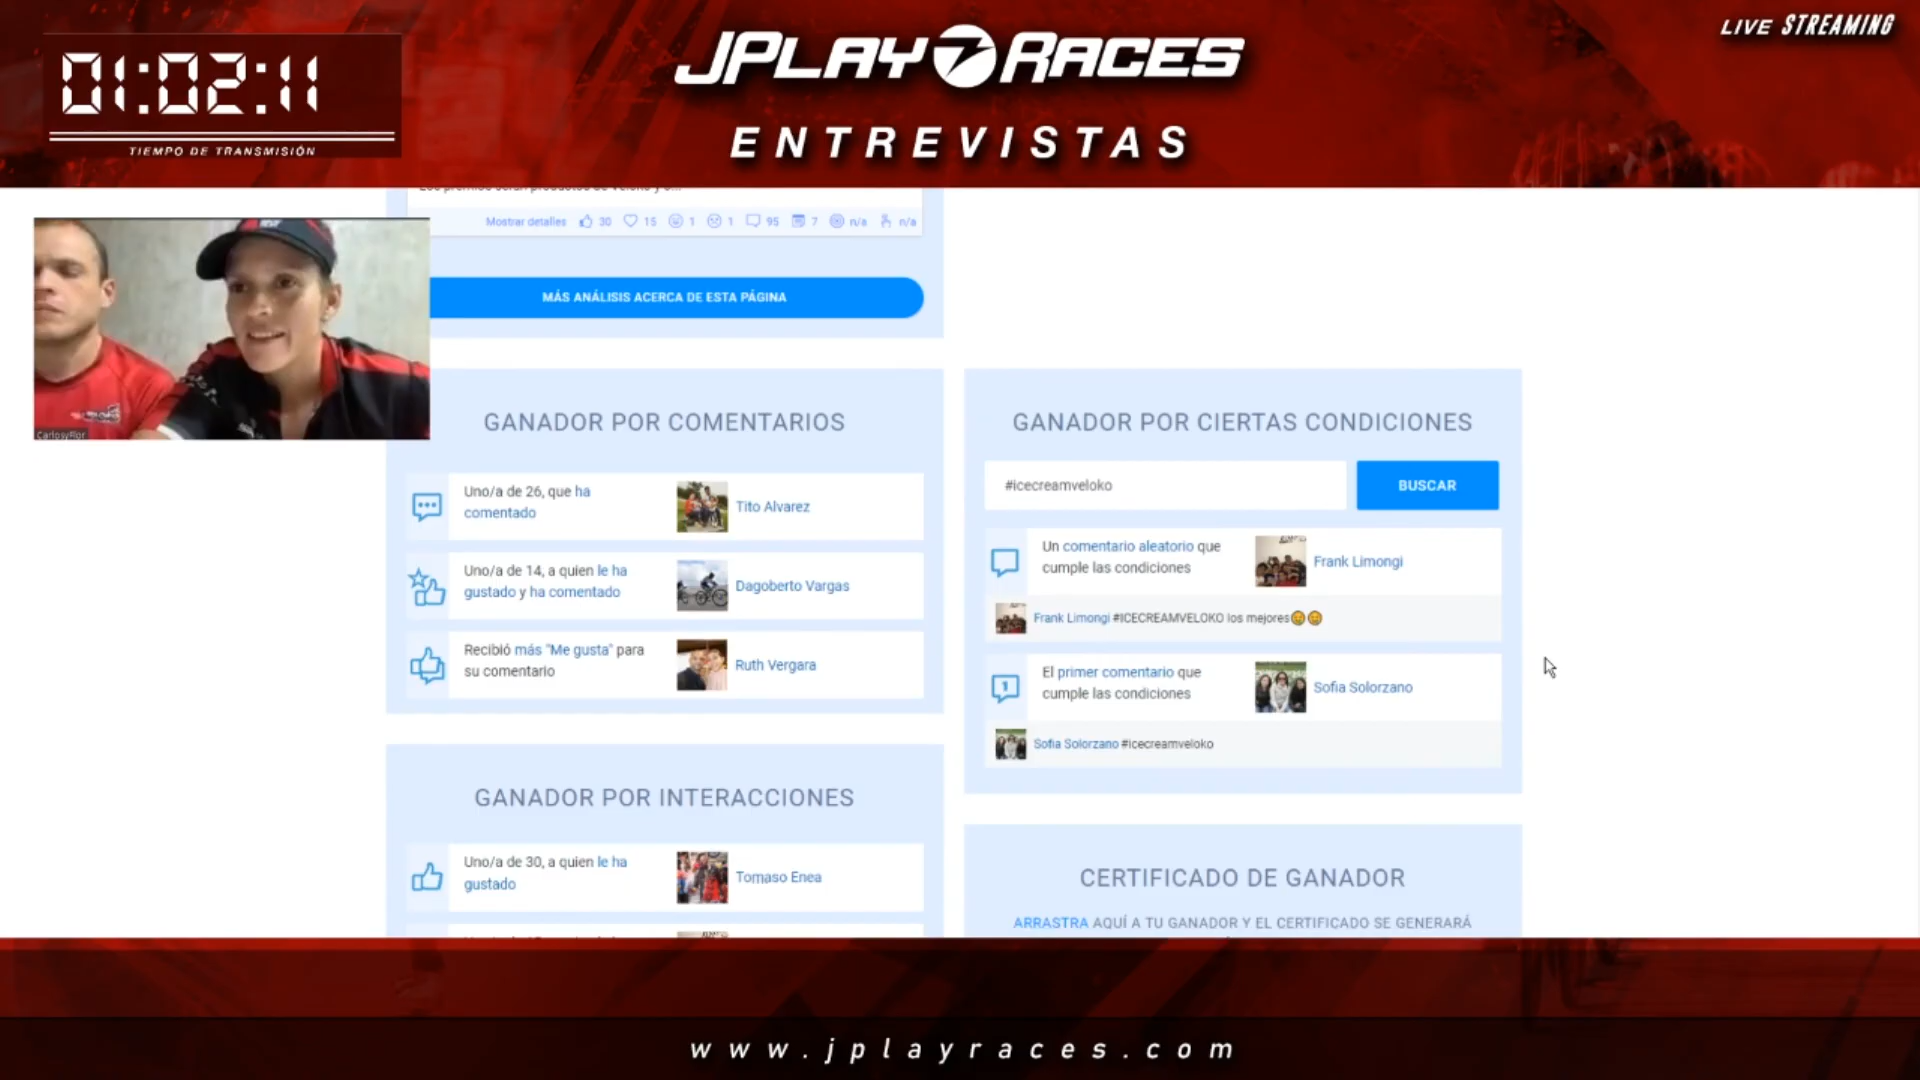 01:02:11
TIEMPO DE TRANSMISIÓN
JPLAY RACES
ENTREVISTAS
LIVE STREAMING
Mostrar detalles 30 15 1 1 95 7 n/a n/a
MÁS ANÁLISIS ACERCA DE ESTA PÁGINA
CarlosyFlor
GANADOR POR COMENTARIOS
Uno/a de 26, que ha
comentado
Tito Alvarez
Uno/a de 14, a quien le ha
gustado y ha comentado
Dagoberto Vargas
Recibió más "Me gusta" para
su comentario
Ruth Vergara
GANADOR POR INTERACCIONES
Uno/a de 30, a quien le ha
gustado
Tomaso Enea
GANADOR POR CIERTAS CONDICIONES
#icecreamveloko
BUSCAR
Un comentario aleatorio que
cumple las condiciones
Frank Limongi
Frank Limongi #ICECREAMVELOKO los mejores
1
El primer comentario que
cumple las condiciones
Sofia Solorzano
Sofia Solorzano #icecreamveloko
CERTIFICADO DE GANADOR
ARRASTRA AQUÍ A TU GANADOR Y EL CERTIFICADO SE GENERARÁ
www.jplayraces.com